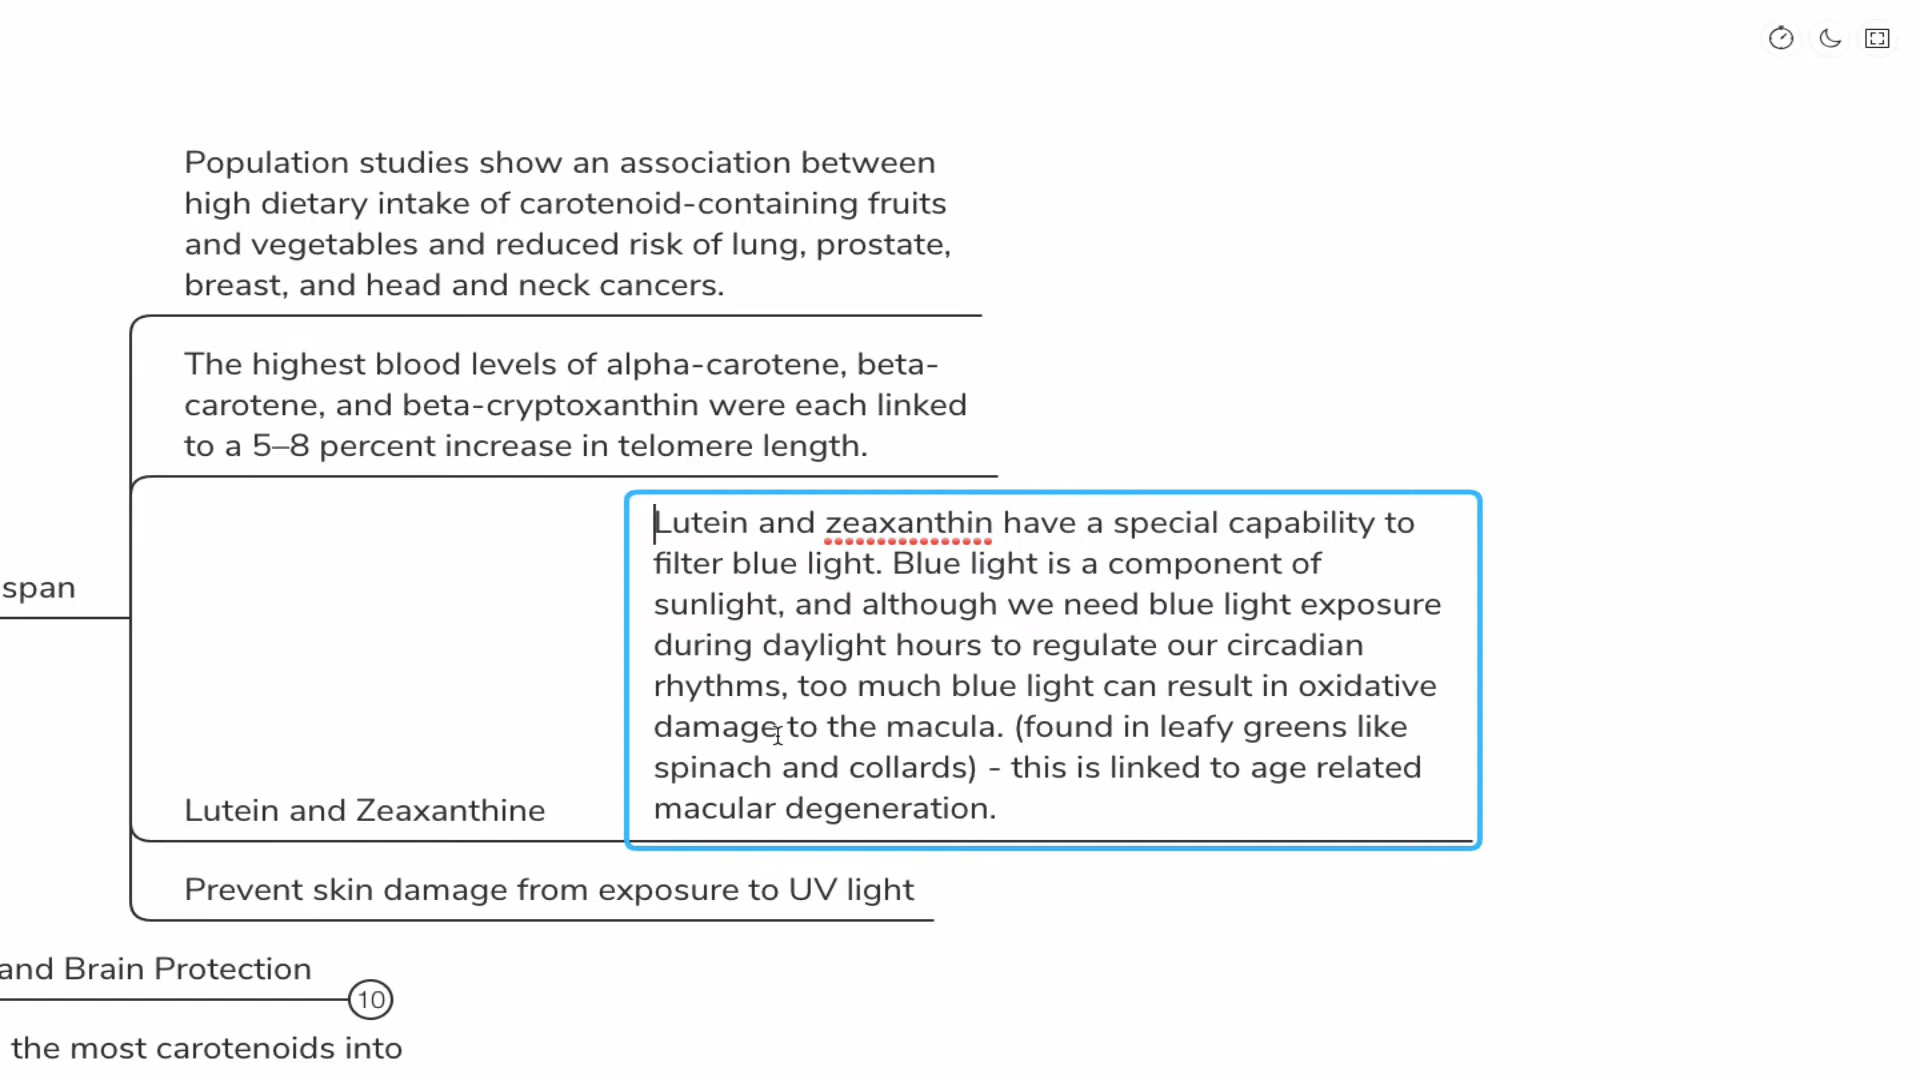 Population studies show an association between
high dietary intake of carotenoid-containing fruits
and vegetables and reduced risk of lung, prostate,
breast, and head and neck cancers.
The highest blood levels of alpha-carotene, beta-
carotene, and beta-cryptoxanthin were each linked
to a 5–8 percent increase in telomere length.
span
Lutein and Zeaxanthine
Lutein and zeaxanthin have a special capability to
filter blue light. Blue light is a component of
sunlight, and although we need blue light exposure
during daylight hours to regulate our circadian
rhythms, too much blue light can result in oxidative
damage to the macula. (found in leafy greens like
spinach and collards) - this is linked to age related
macular degeneration.
Prevent skin damage from exposure to UV light
and Brain Protection
10
the most carotenoids into